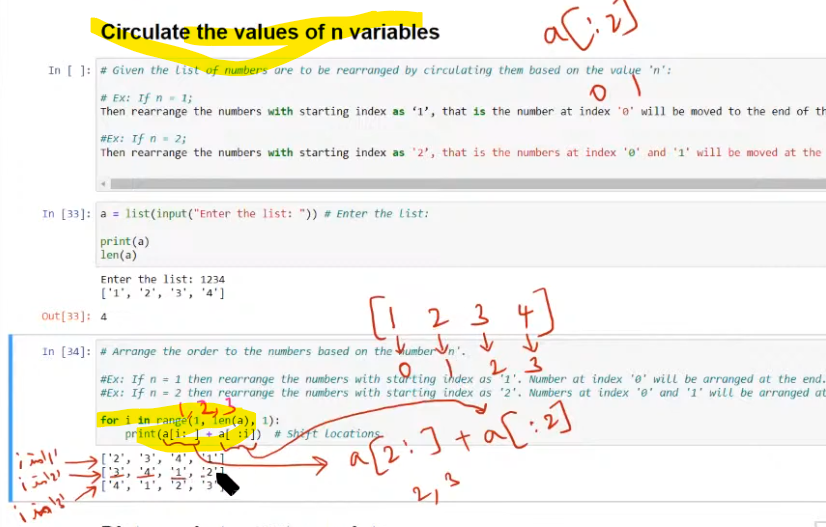 Circulate the values of n variables
a[:2]
In [ ]: # Given the list of numbers are to be rearranged by circulating them based on the value 'n':
0 1
# Ex: If n = 1;
Then rearrange the numbers with starting index as '1', that is the number at index '0' will be moved to the end of th
#Ex: If n = 2;
Then rearrange the numbers with starting index as '2', that is the numbers at index '0' and '1' will be moved at the
In [33]: a = list(input("Enter the list: ")) # Enter the List:
print(a)
len(a)
Enter the list: 1234
['1', '2', '3', '4']
Out[33]: 4
[1 2 3 4]
0 1 2 3
In [34]: # Arrange the order to the numbers based on the number 'n'.
#Ex: If n = 1 then rearrange the numbers with starting index as '1'. Number at index '0' will be arranged at the end.
#Ex: If n = 2 then rearrange the numbers with starting index as '2'. Numbers at index '0' and '1' will be arranged at
1, 2, 3
for i in range(1, len(a), 1):
print(a[i: ] + a[ :i]) # Shift Locations
a[2:] + a[:2]
2, 3
i is '1'
['2', '3', '4', '1']
i is '2'
['3', '4', '1', '2']
i is '3'
['4', '1', '2', '3']